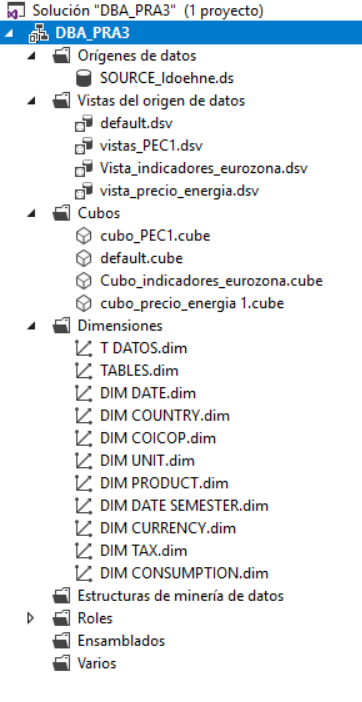 Solución "DBA_PRA3" (1 proyecto)
DBA_PRA3
Orígenes de datos
SOURCE_ldoehne.ds
Vistas del origen de datos
default.dsv
vistas_PEC1.dsv
Vista_indicadores_eurozona.dsv
vista_precio_energia.dsv
Cubos
cubo_PEC1.cube
default.cube
Cubo_indicadores_eurozona.cube
cubo_precio_energia 1.cube
Dimensiones
T DATOS.dim
TABLES.dim
DIM DATE.dim
DIM COUNTRY.dim
DIM COICOP.dim
DIM UNIT.dim
DIM PRODUCT.dim
DIM DATE SEMESTER.dim
DIM CURRENCY.dim
DIM TAX.dim
DIM CONSUMPTION.dim
Estructuras de minería de datos
Roles
Ensamblados
Varios